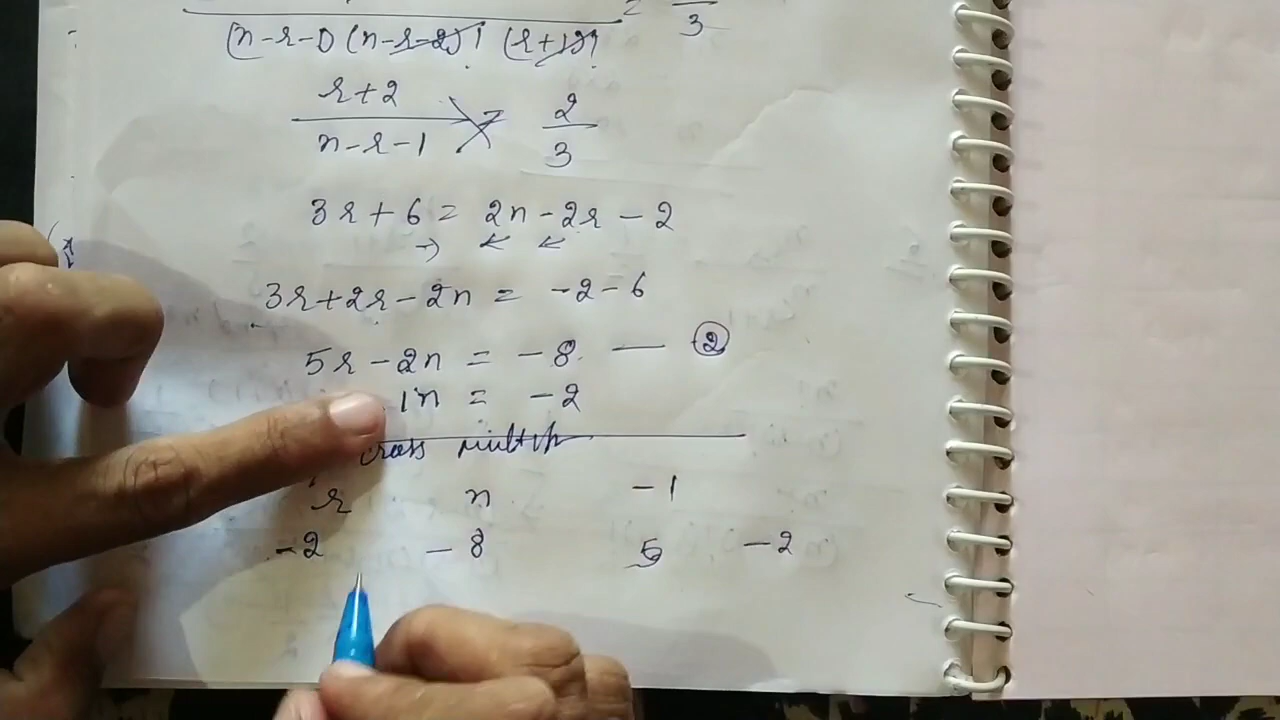 = 
3
(n-r-1) (n-r-2)! (r+1)!
r+2 / n-r-1 = 2/3
3r + 6 = 2n - 2r - 2
3r + 2r - 2n = -2 - 6
5r - 2n = -8 — ②
1n = -2
cross multip
r n -1
-2 -8 5 -2